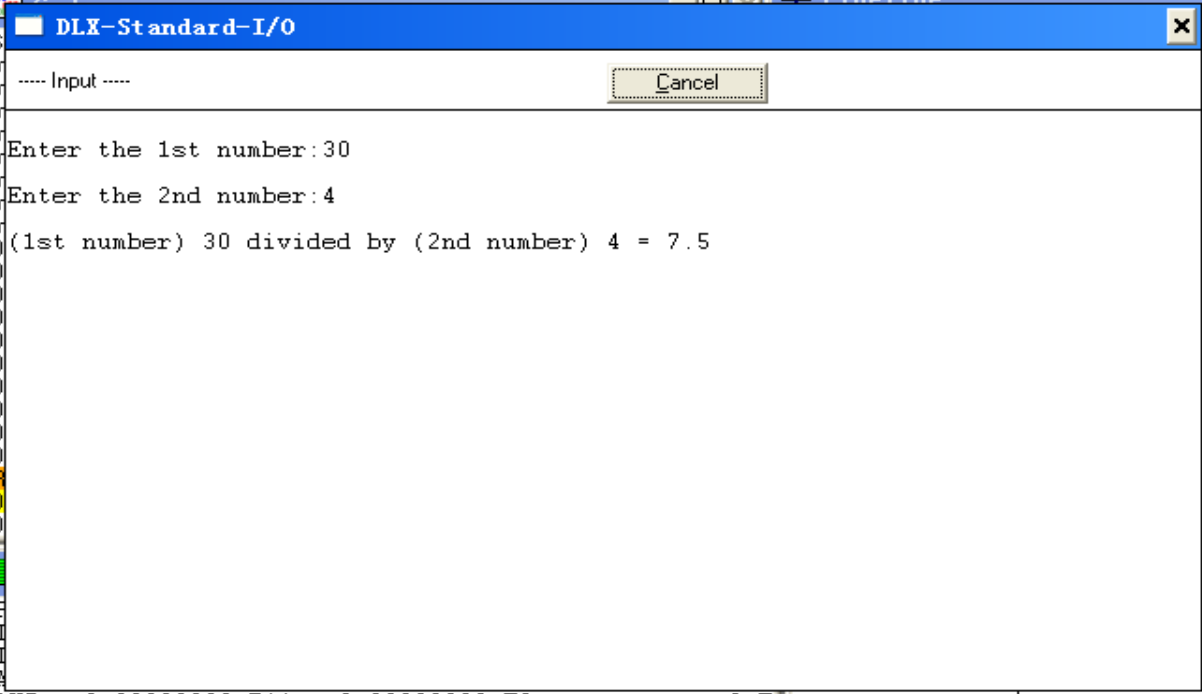 DLX-Standard-I/O
----- Input -----
Cancel
Enter the 1st number:30
Enter the 2nd number:4
(1st number) 30 divided by (2nd number) 4 = 7.5